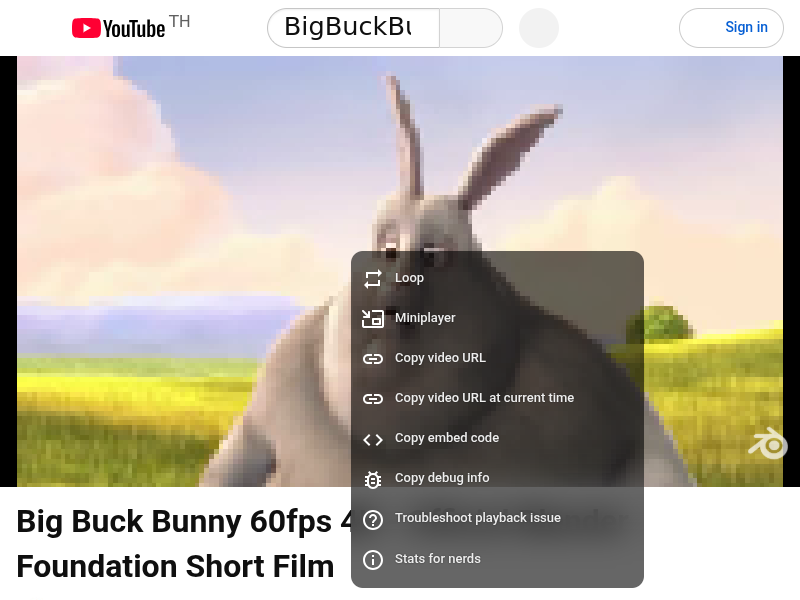 YouTube TH
BigBuckBu
Sign in
Loop
Miniplayer
Copy video URL
Copy video URL at current time
Copy embed code
Copy debug info
Troubleshoot playback issue
Stats for nerds
Big Buck Bunny 60fps 4
Foundation Short Film